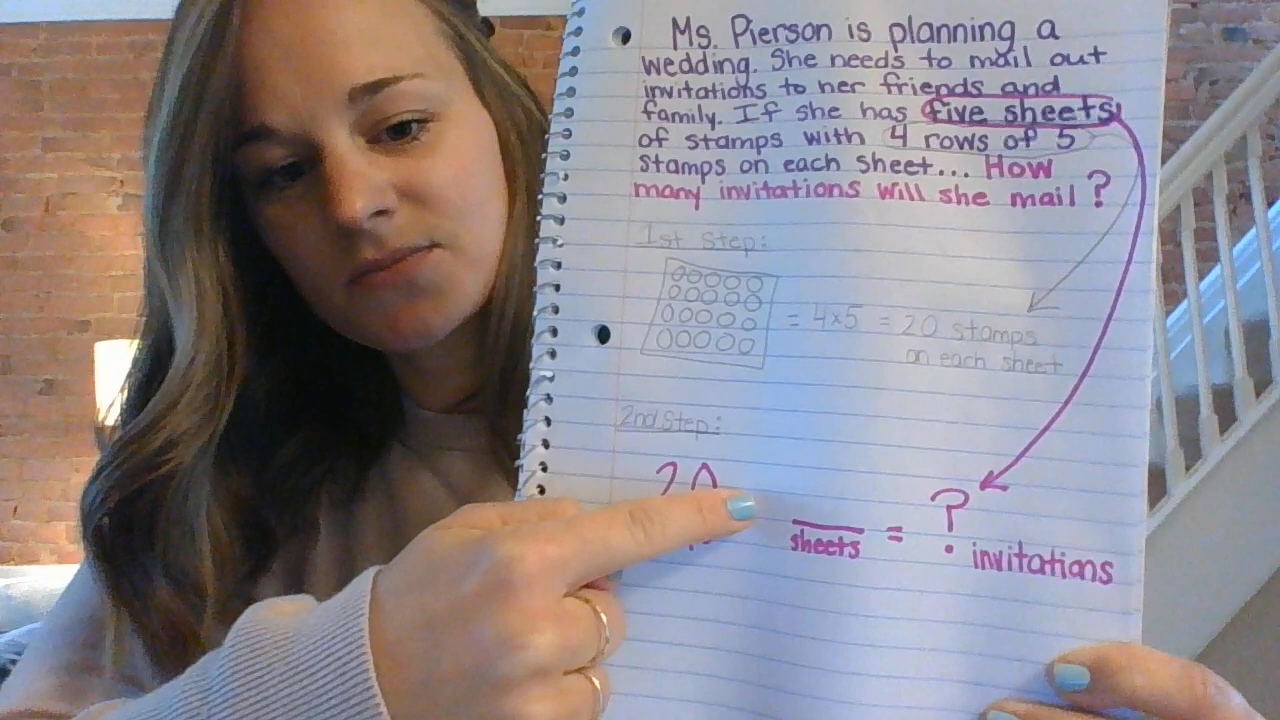 Ms. Pierson is planning a
wedding. She needs to mail out
invitations to her friends and
family. If she has five sheets
of stamps with 4 rows of 5
stamps on each sheet... How
many invitations will she mail?
1st Step:
= 4x5 = 20 stamps
on each sheet
2nd Step:
20
sheets = ? invitations